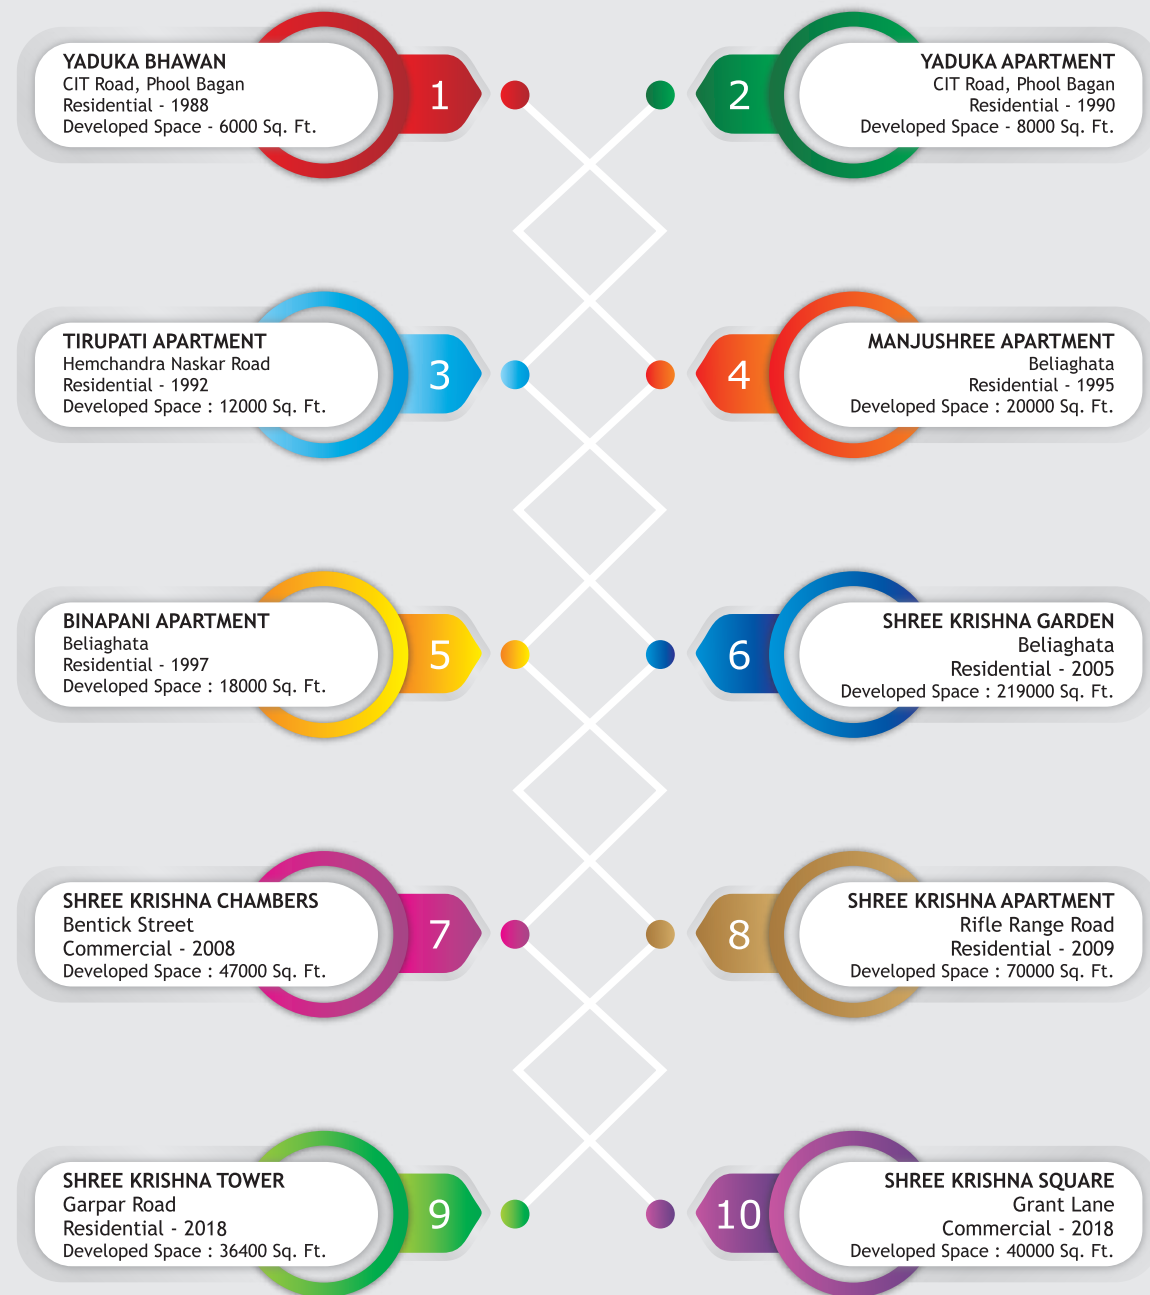 YADUKA BHAWAN
CIT Road, Phool Bagan
Residential - 1988
Developed Space - 6000 Sq. Ft.
1
2
YADUKA APARTMENT
CIT Road, Phool Bagan
Residential - 1990
Developed Space - 8000 Sq. Ft.
TIRUPATI APARTMENT
Hemchandra Naskar Road
Residential - 1992
Developed Space : 12000 Sq. Ft.
3
4
MANJUSHREE APARTMENT
Beliaghata
Residential - 1995
Developed Space : 20000 Sq. Ft.
BINAPANI APARTMENT
Beliaghata
Residential - 1997
Developed Space : 18000 Sq. Ft.
5
6
SHREE KRISHNA GARDEN
Beliaghata
Residential - 2005
Developed Space : 219000 Sq. Ft.
SHREE KRISHNA CHAMBERS
Bentick Street
Commercial - 2008
Developed Space : 47000 Sq. Ft.
7
8
SHREE KRISHNA APARTMENT
Rifle Range Road
Residential - 2009
Developed Space : 70000 Sq. Ft.
SHREE KRISHNA TOWER
Garpar Road
Residential - 2018
Developed Space : 36400 Sq. Ft.
9
10
SHREE KRISHNA SQUARE
Grant Lane
Commercial - 2018
Developed Space : 40000 Sq. Ft.